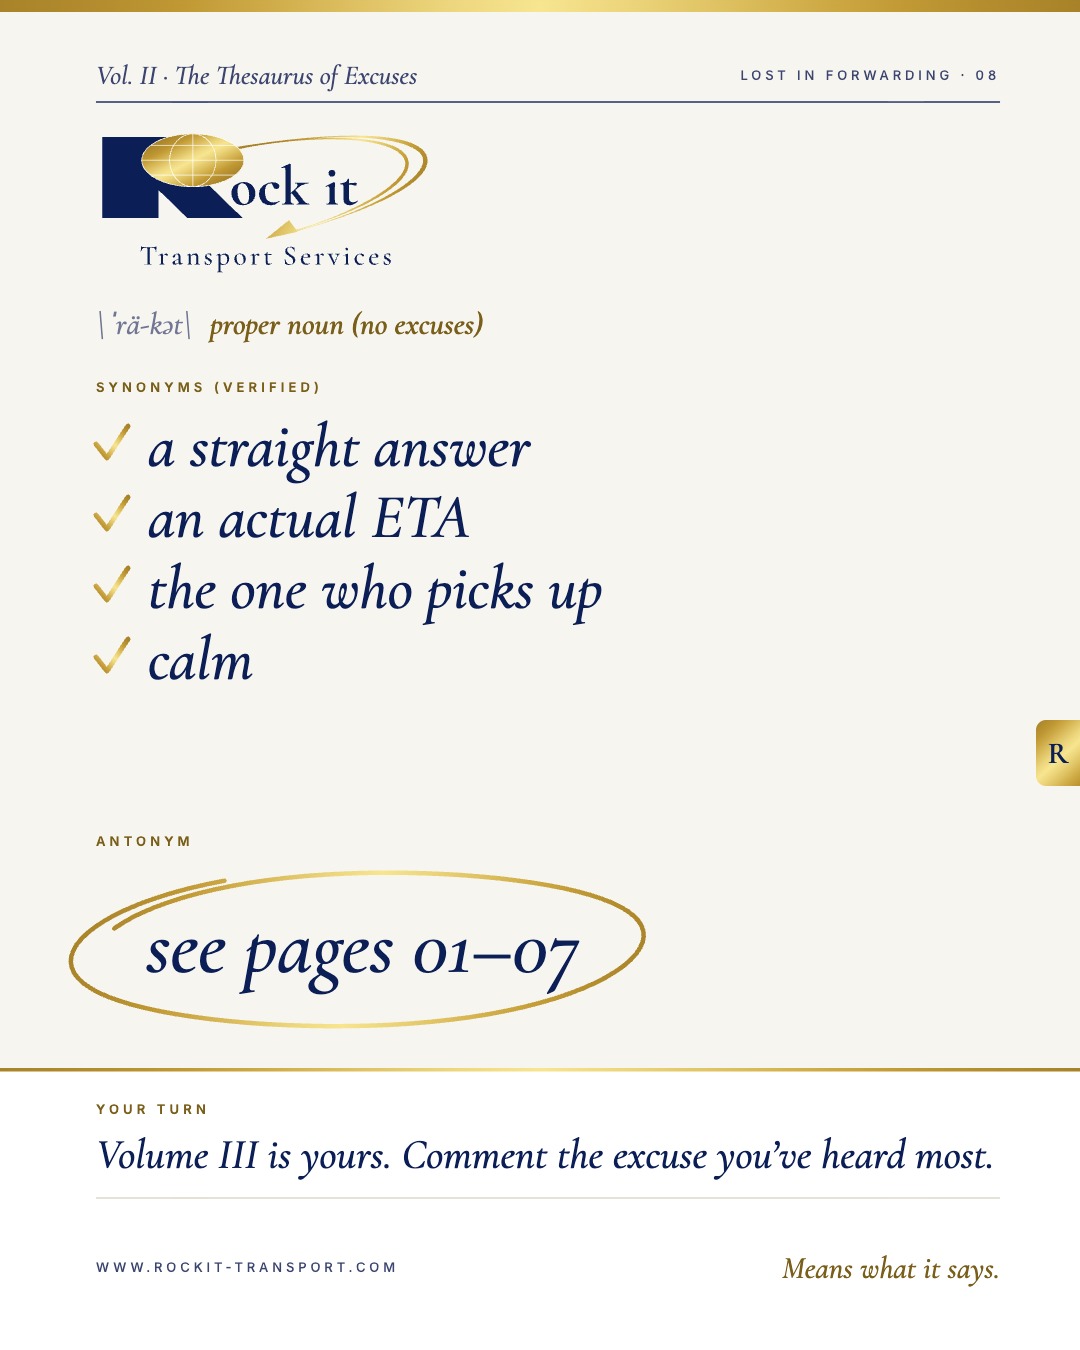 Vol. II · The Thesaurus of Excuses
LOST IN FORWARDING · 08
Rock it
Transport Services
\ ˈrä-kət\ proper noun (no excuses)
SYNONYMS (VERIFIED)
a straight answer
an actual ETA
the one who picks up
calm
R
ANTONYM
see pages 01–07
YOUR TURN
Volume III is yours. Comment the excuse you’ve heard most.
WWW.ROCKIT-TRANSPORT.COM
Means what it says.